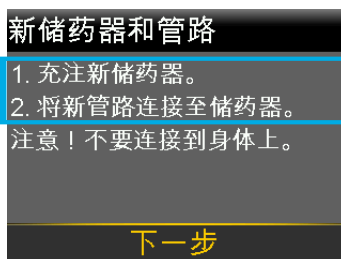 新储药器和管路
1. 充注新储药器。
2. 将新管路连接至储药器。
注意！不要连接到身体上。
下一步